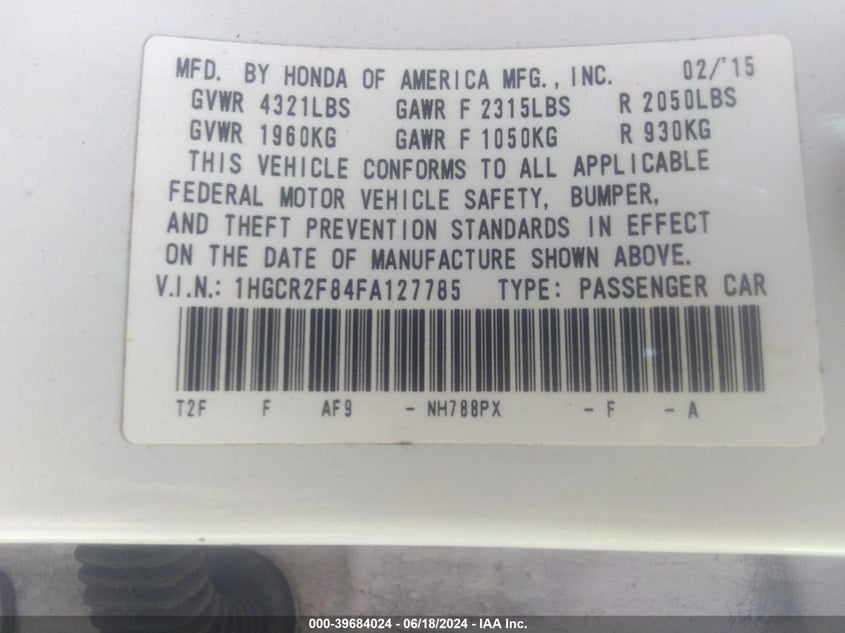 MFD. BY HONDA OF AMERICA MFG., INC. 02/'15
GVWR 4321LBS GAWR F 2315LBS R 2050LBS
GVWR 1960KG GAWR F 1050KG R 930KG
THIS VEHICLE CONFORMS TO ALL APPLICABLE
FEDERAL MOTOR VEHICLE SAFETY, BUMPER,
AND THEFT PREVENTION STANDARDS IN EFFECT
ON THE DATE OF MANUFACTURE SHOWN ABOVE.
V.I.N.: 1HGCR2F84FA127785 TYPE: PASSENGER CAR
T2F F AF9 - NH788PX - F - A
000-39684024 / 06/18/2024 - IAA Inc.